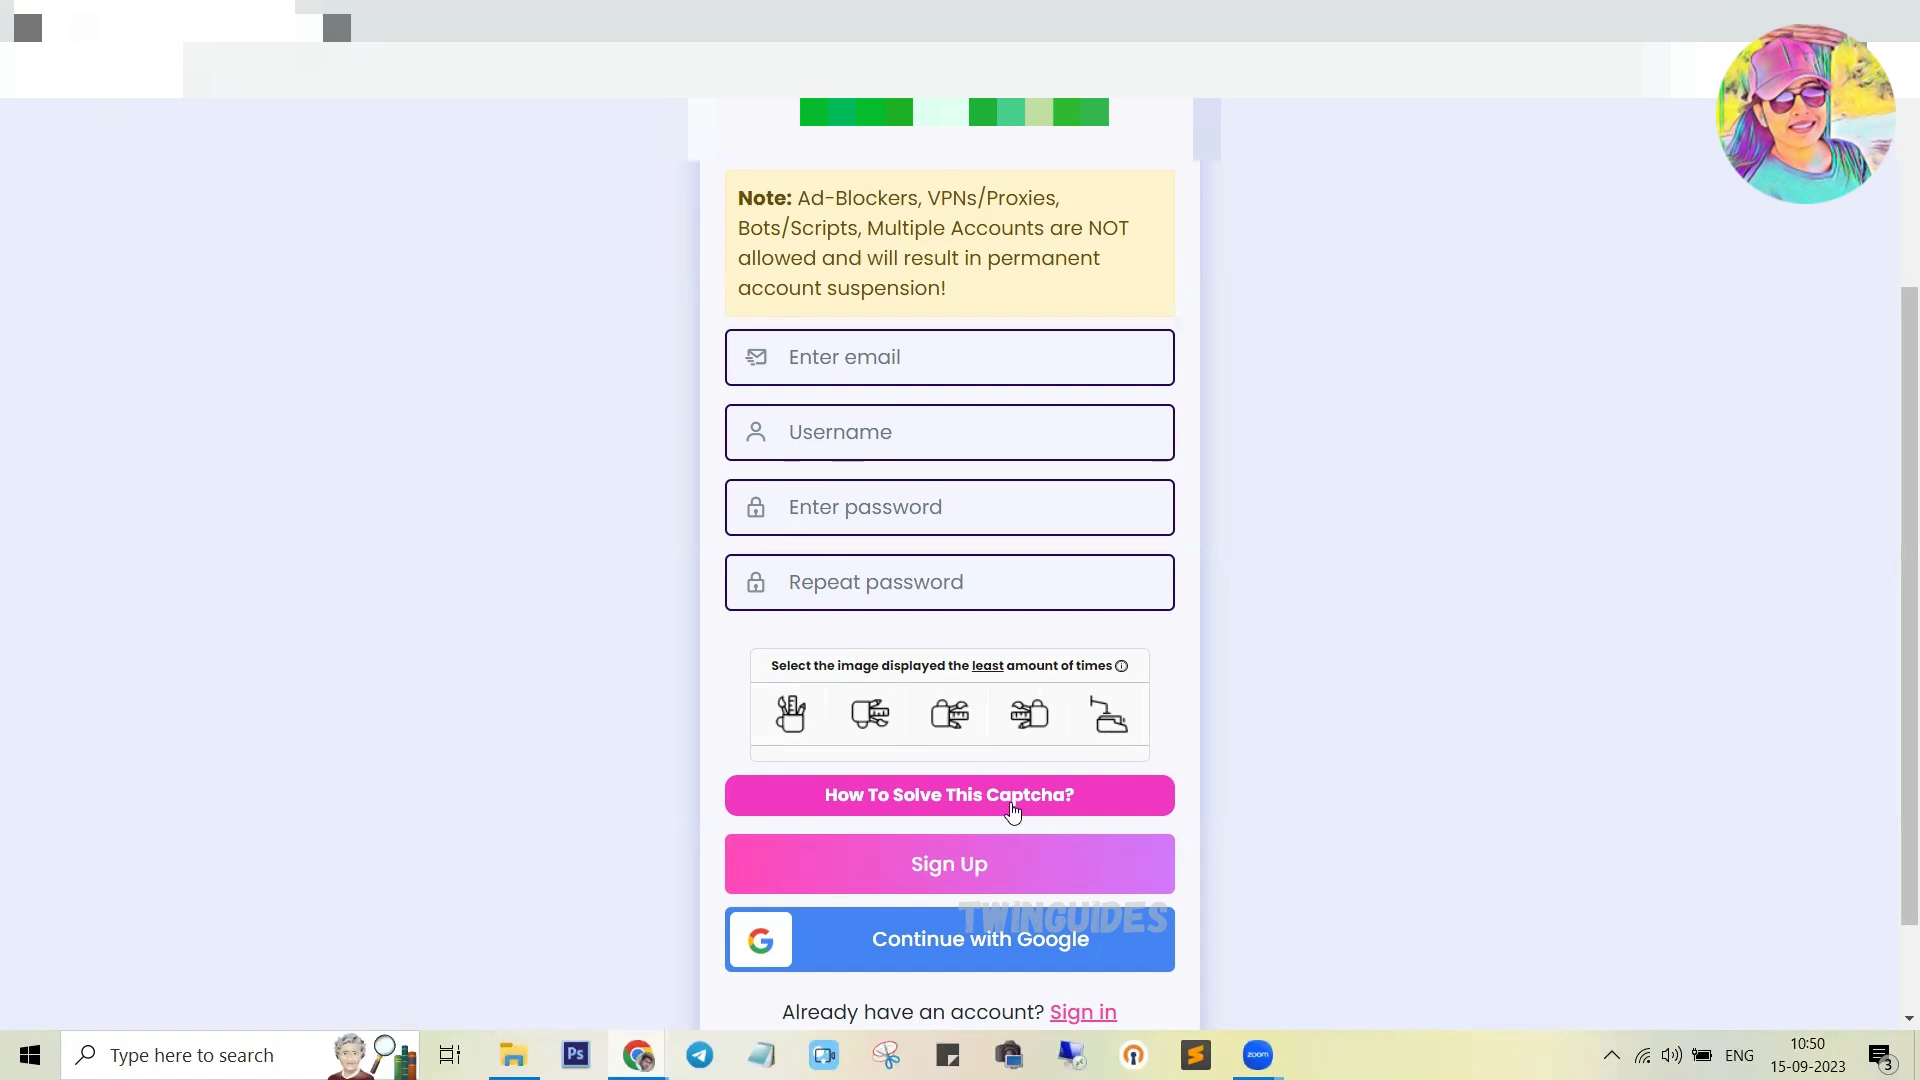 Note: Ad-Blockers, VPNs/Proxies,
Bots/Scripts, Multiple Accounts are NOT
allowed and will result in permanent
account suspension!
Enter email
Username
Enter password
Repeat password
Select the image displayed the least amount of times
How To Solve This Captcha?
Sign Up
TWINGUIDES
Continue with Google
Already have an account? Sign in
Type here to search
Ps
zoom
ENG
10:50
15-09-2023
3